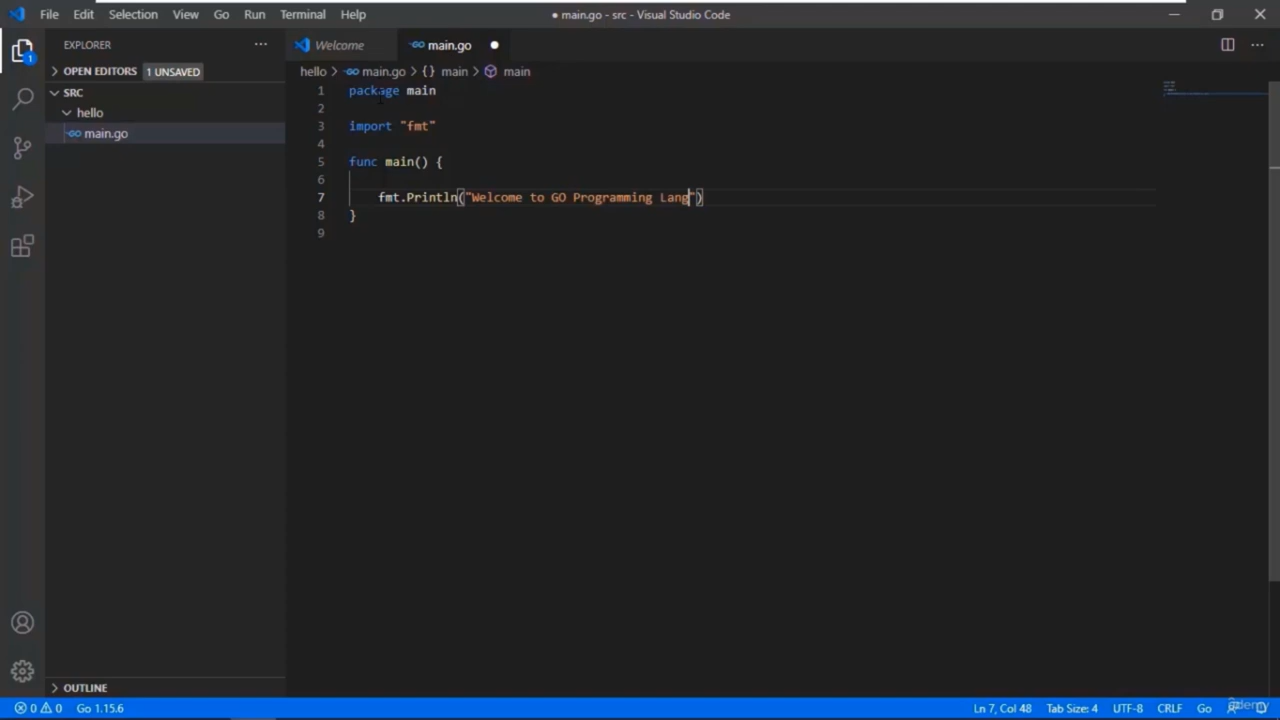 File Edit Selection View Go Run Terminal Help
● main.go - src - Visual Studio Code
EXPLORER
Welcome
main.go
OPEN EDITORS 1 UNSAVED
hello > main.go > {} main > main
SRC
hello
main.go
1 package main
2
3 import "fmt"
4
5 func main() {
6
7 fmt.Println("Welcome to GO Programming Lang")
8 }
9
1
OUTLINE
0 0 Go 1.15.6
Ln 7, Col 48 Tab Size: 4 UTF-8 CRLF Go
ûdemy